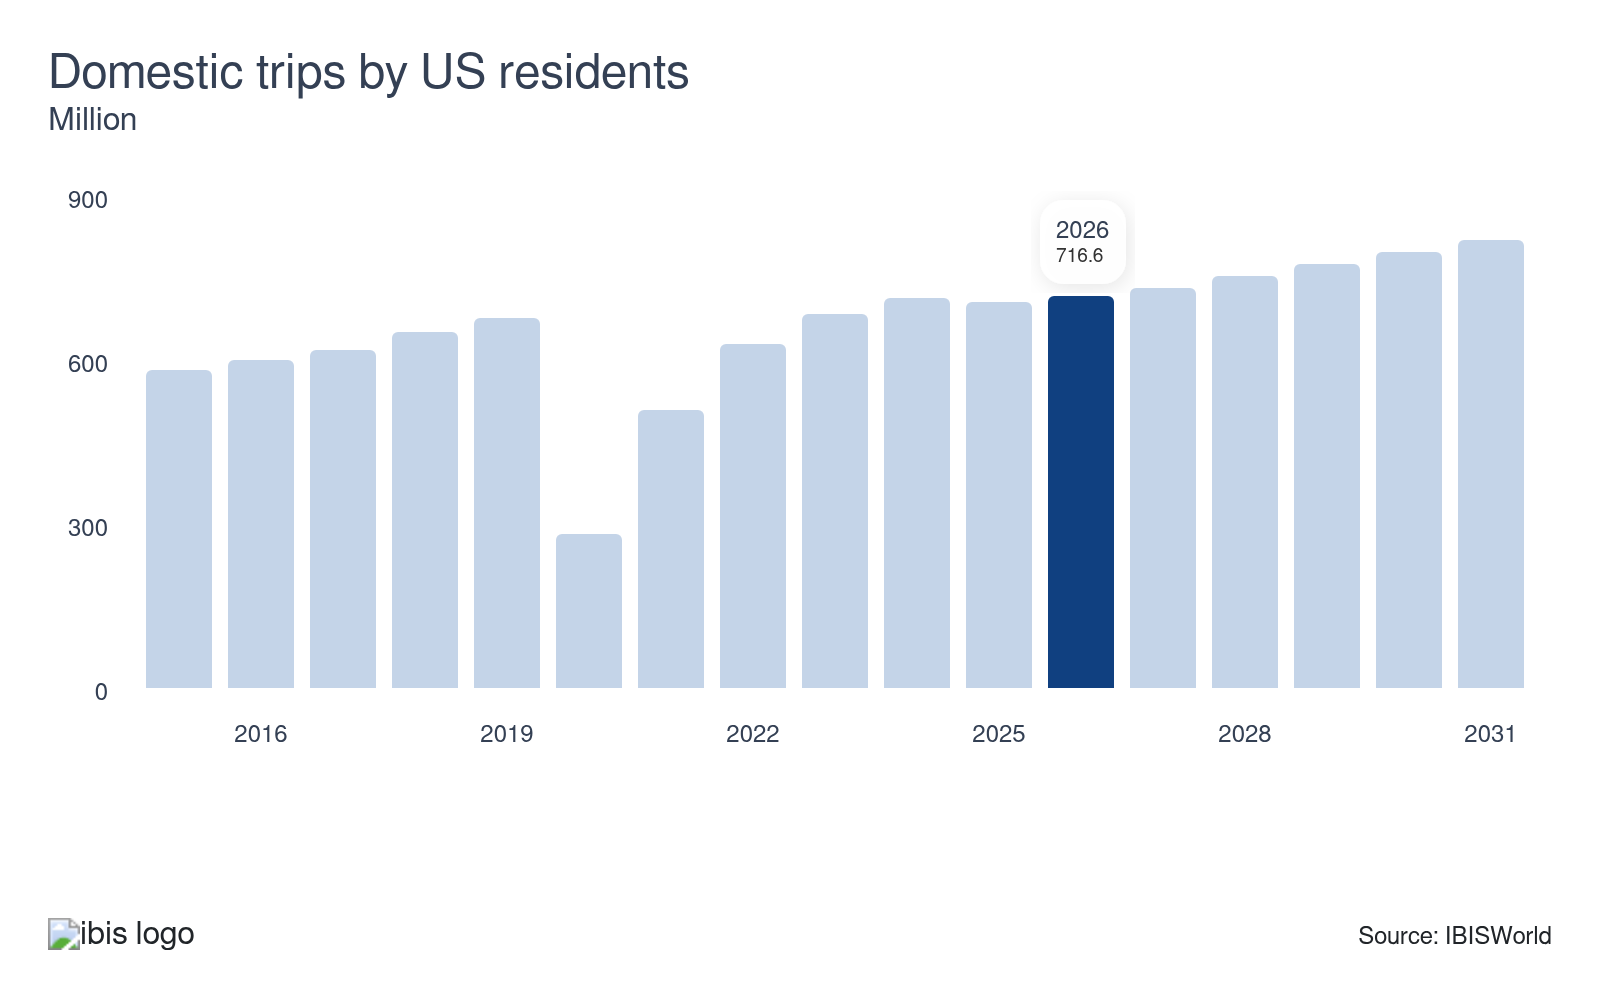 Domestic trips by US residents
Million
900
2026
716.6
600
300
0
2016 2019 2022 2025 2028 2031
ibis logo
Source: IBISWorld